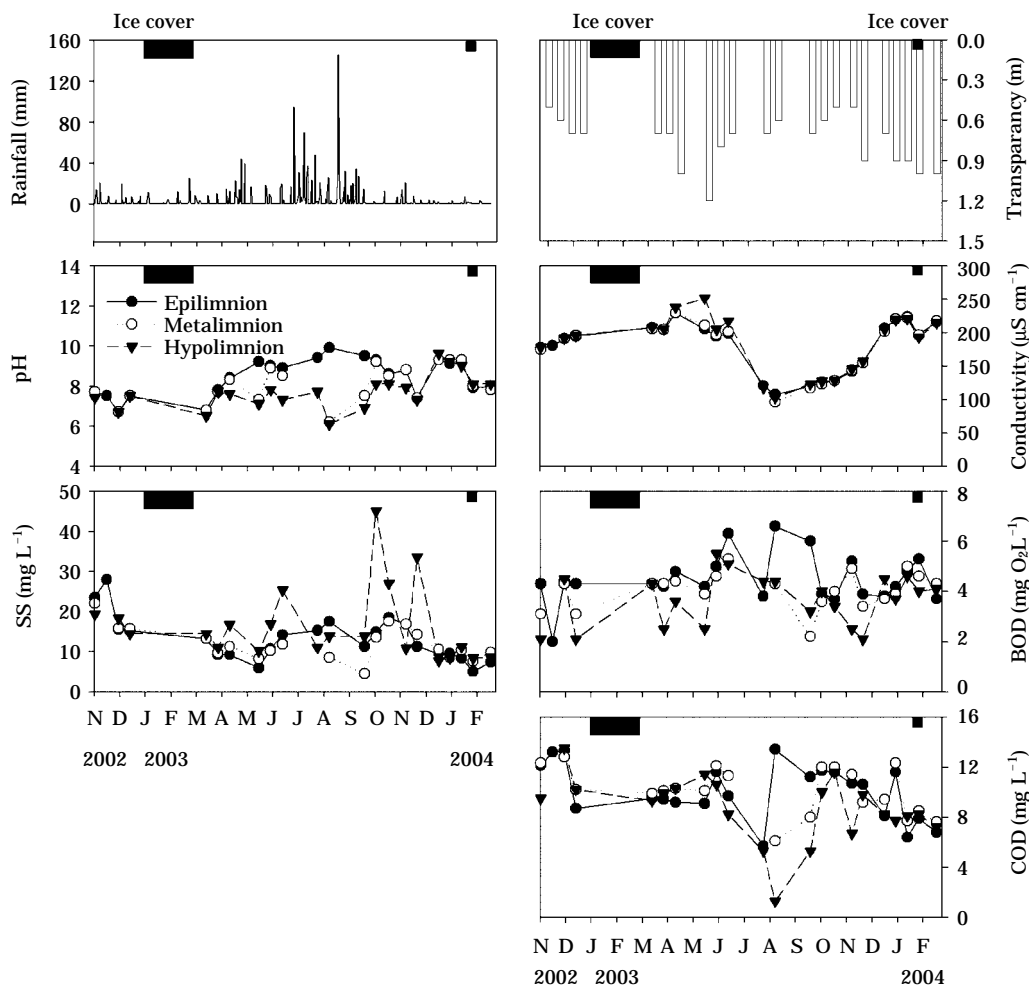 Ice cover
Ice cover
Ice cover
160
120
80
40
0
Rainfall (mm)
0.0
0.3
0.6
0.9
1.2
1.5
Transparancy (m)
14
12
10
8
6
4
pH
Epilimnion
Metalimnion
Hypolimnion
300
250
200
150
100
50
0
Conductivity (µS cm⁻¹)
50
40
30
20
10
0
SS (mg L⁻¹)
N D J F M A M J J A S O N D J F
2002 2003 2004
8
6
4
2
0
BOD (mg O₂L⁻¹)
16
12
8
4
0
COD (mg L⁻¹)
N D J F M A M J J A S O N D J F
2002 2003 2004